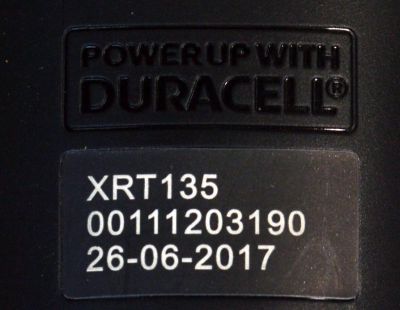 POWER UP WITH
DURACELL®
XRT135
00111203190
26-06-2017